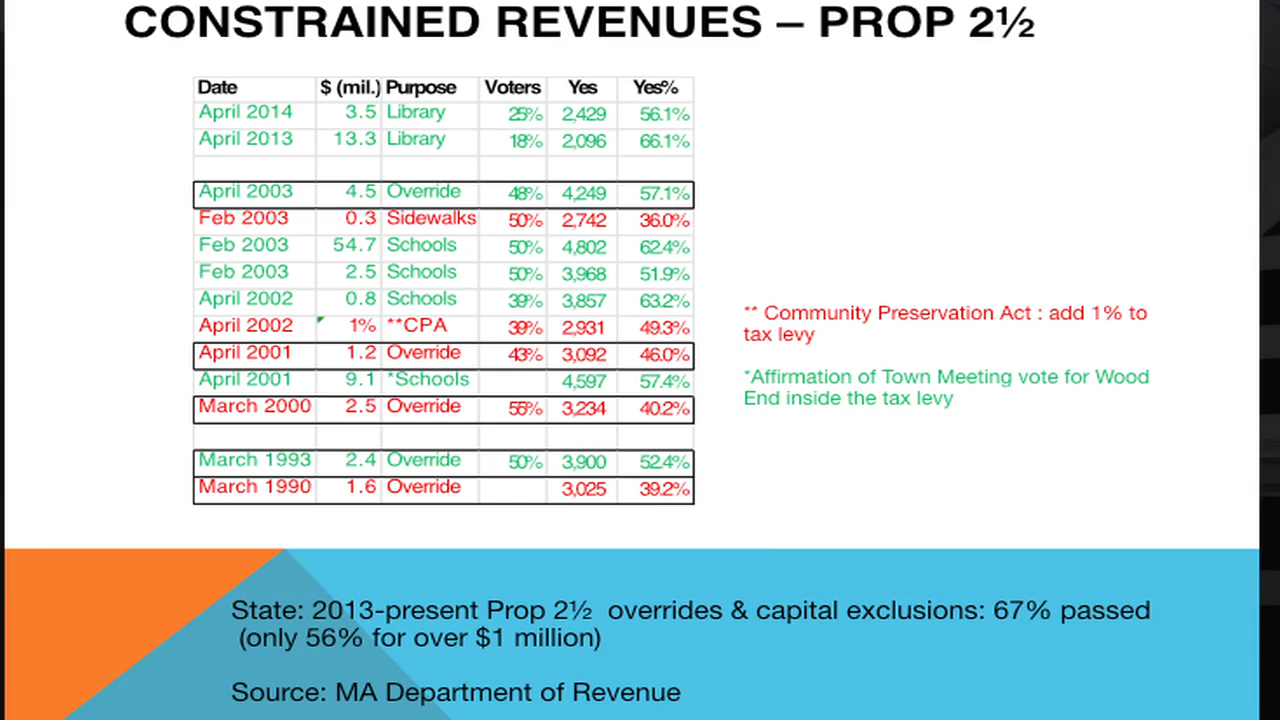 CONSTRAINED REVENUES – PROP 2½
Date $ (mil.) Purpose Voters Yes Yes%
April 2014 3.5 Library 25% 2,429 56.1%
April 2013 13.3 Library 18% 2,096 66.1%
April 2003 4.5 Override 48% 4,249 57.1%
Feb 2003 0.3 Sidewalks 50% 2,742 36.0%
Feb 2003 54.7 Schools 50% 4,802 62.4%
Feb 2003 2.5 Schools 50% 3,968 51.9%
April 2002 0.8 Schools 39% 3,857 63.2%
April 2002 1% **CPA 39% 2,931 49.3%
April 2001 1.2 Override 43% 3,092 46.0%
April 2001 9.1 *Schools 4,597 57.4%
March 2000 2.5 Override 55% 3,234 40.2%
March 1993 2.4 Override 50% 3,900 52.4%
March 1990 1.6 Override 3,025 39.2%
** Community Preservation Act : add 1% to
tax levy
*Affirmation of Town Meeting vote for Wood
End inside the tax levy
State: 2013-present Prop 2½ overrides & capital exclusions: 67% passed
(only 56% for over $1 million)
Source: MA Department of Revenue